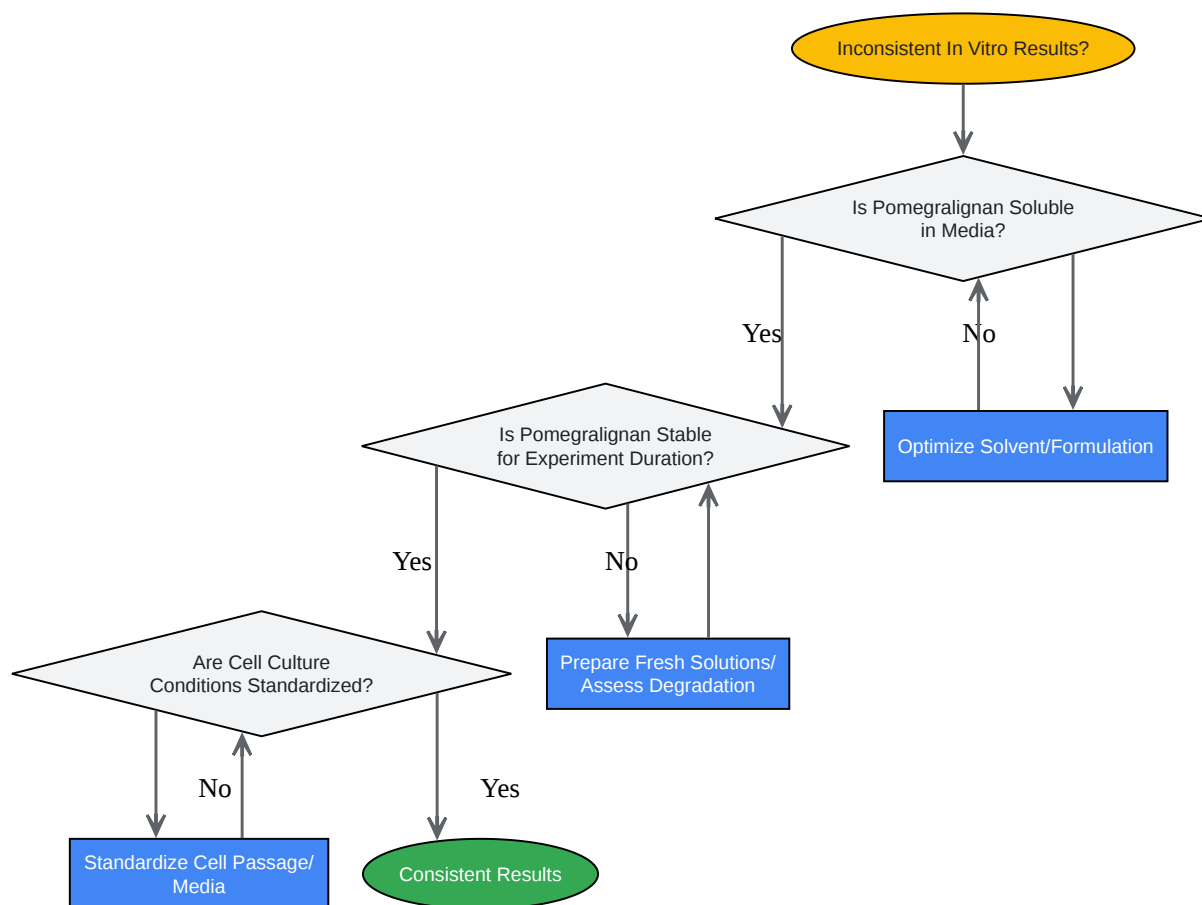 Inconsistent In Vitro Results?
Is Pomegralignan Soluble
in Media?
Yes
No
Optimize Solvent/Formulation
Is Pomegralignan Stable
for Experiment Duration?
Yes
No
Prepare Fresh Solutions/
Assess Degradation
Are Cell Culture
Conditions Standardized?
No
Yes
Standardize Cell Passage/
Media
Consistent Results